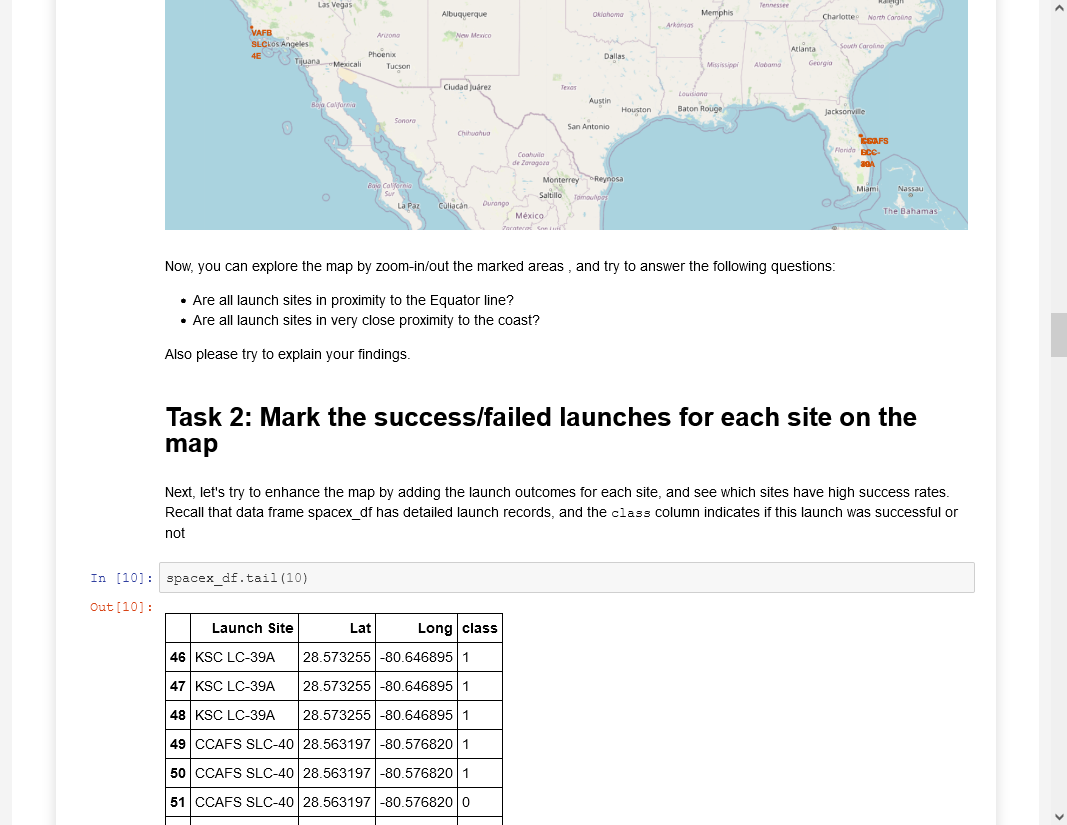 Las Vegas
Albuquerque
Oklahoma
Memphis
Tennessee
Raleigh
Charlotte
North Carolina
Arkansas
VAFB
SLC
4E
Los Angeles
Arizona
New Mexico
Phoenix
Tucson
Tijuana
Mexicali
Dallas
Atlanta
South Carolina
Mississippi
Alabama
Georgia
Ciudad Juárez
Texas
Louisiana
Austin
Houston
Baton Rouge
Jacksonville
Baja California
Sonora
Chihuahua
San Antonio
Florida
Coahuila
de Zaragoza
Monterrey
Reynosa
Miami
Nassau
Baja California
Sur
Saltillo
Tamaulipas
La Paz
Culiacán
Durango
México
The Bahamas
Now, you can explore the map by zoom-in/out the marked areas , and try to answer the following questions:
• Are all launch sites in proximity to the Equator line?
• Are all launch sites in very close proximity to the coast?
Also please try to explain your findings.
Task 2: Mark the success/failed launches for each site on the
map
Next, let's try to enhance the map by adding the launch outcomes for each site, and see which sites have high success rates.
Recall that data frame spacex_df has detailed launch records, and the class column indicates if this launch was successful or
not
In [10]: spacex_df.tail(10)
Out[10]:
Launch Site Lat Long class
46 KSC LC-39A 28.573255 -80.646895 1
47 KSC LC-39A 28.573255 -80.646895 1
48 KSC LC-39A 28.573255 -80.646895 1
49 CCAFS SLC-40 28.563197 -80.576820 1
50 CCAFS SLC-40 28.563197 -80.576820 1
51 CCAFS SLC-40 28.563197 -80.576820 0